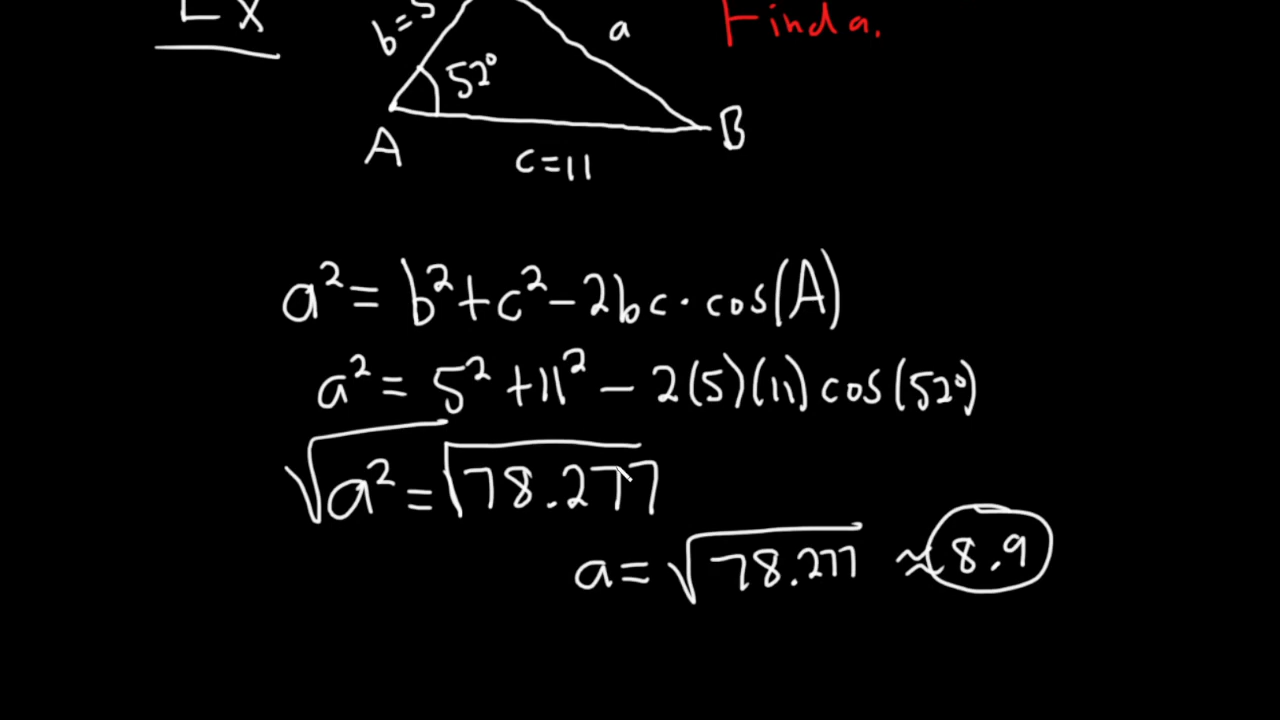 Ex
b=5
a
Find a.
52°
A
B
c=11
a² = b²+c²-2bc·cos(A)
a² = 5² +11² - 2(5)(11) cos(52°)
√a² = √78.277
a = √78.277 ≈ 8.9